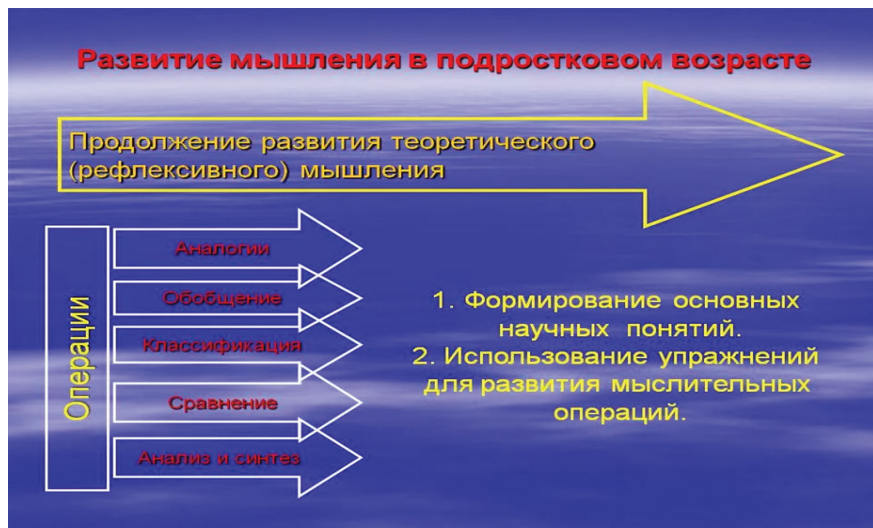 Развитие мышления в подростковом возрасте
Продолжение развития теоретического
(рефлексивного) мышления
Операции
Аналогии
Обобщение
Классификация
Сравнение
Анализ и синтез
1. Формирование основных
научных понятий.
2. Использование упражнений
для развития мыслительных
операций.